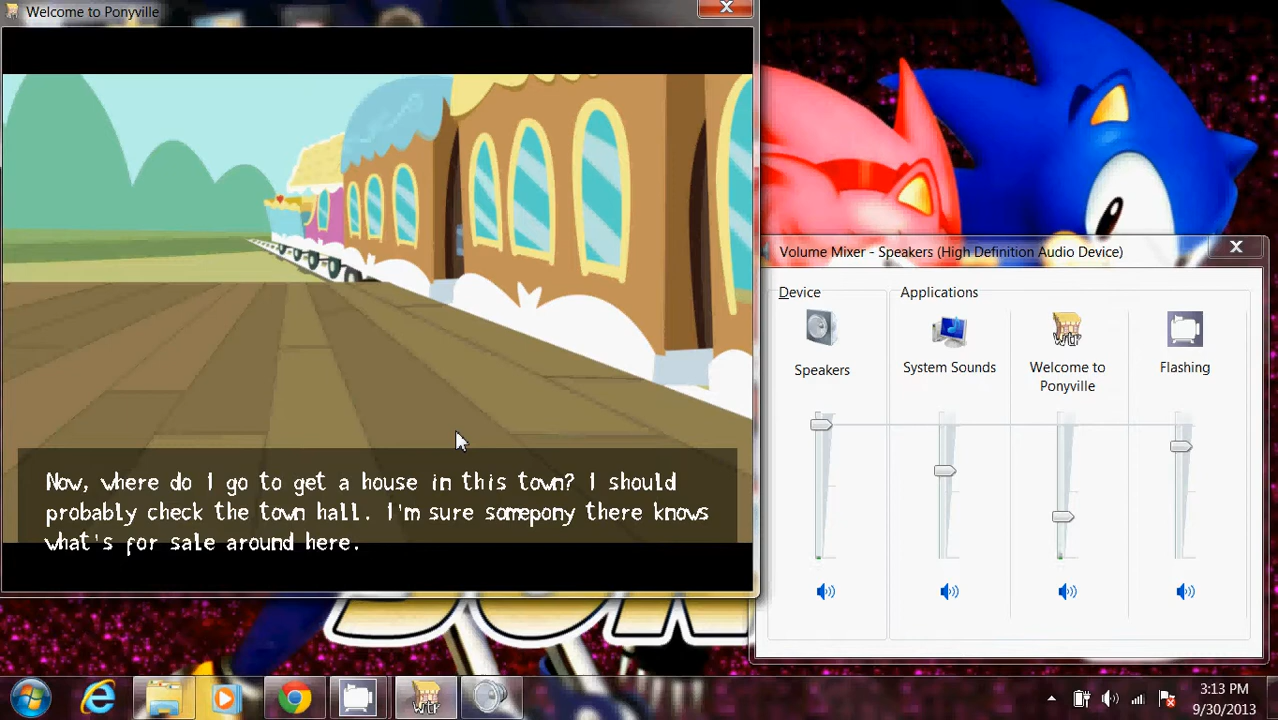 Welcome to Ponyville
Now, where do I go to get a house in this town? I should
probably check the town hall. I'm sure somepony there knows
what's for sale around here.
Volume Mixer - Speakers (High Definition Audio Device)
Device
Applications
Speakers
System Sounds
Welcome to
Ponyville
Flashing
wtr
3:13 PM
9/30/2013